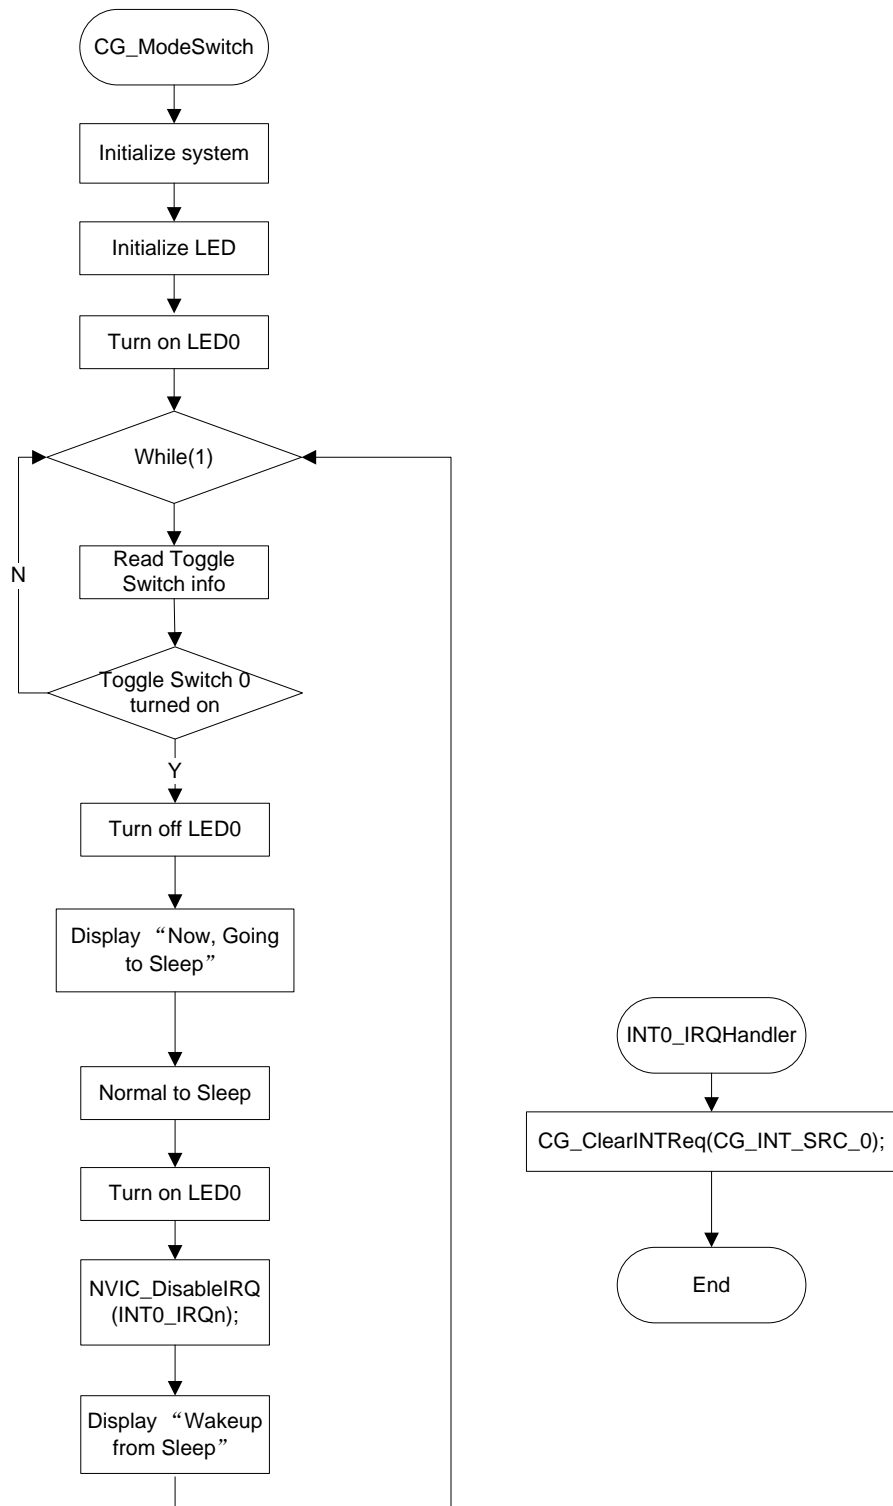 CG_ModeSwitch
Initialize system
Initialize LED
Turn on LED0
While(1)
Read Toggle
Switch info
N
Toggle Switch 0
turned on
Y
Turn off LED0
Display “Now, Going
to Sleep”
Normal to Sleep
Turn on LED0
NVIC_DisableIRQ
(INT0_IRQn);
Display “Wakeup
from Sleep”
INT0_IRQHandler
CG_ClearINTReq(CG_INT_SRC_0);
End